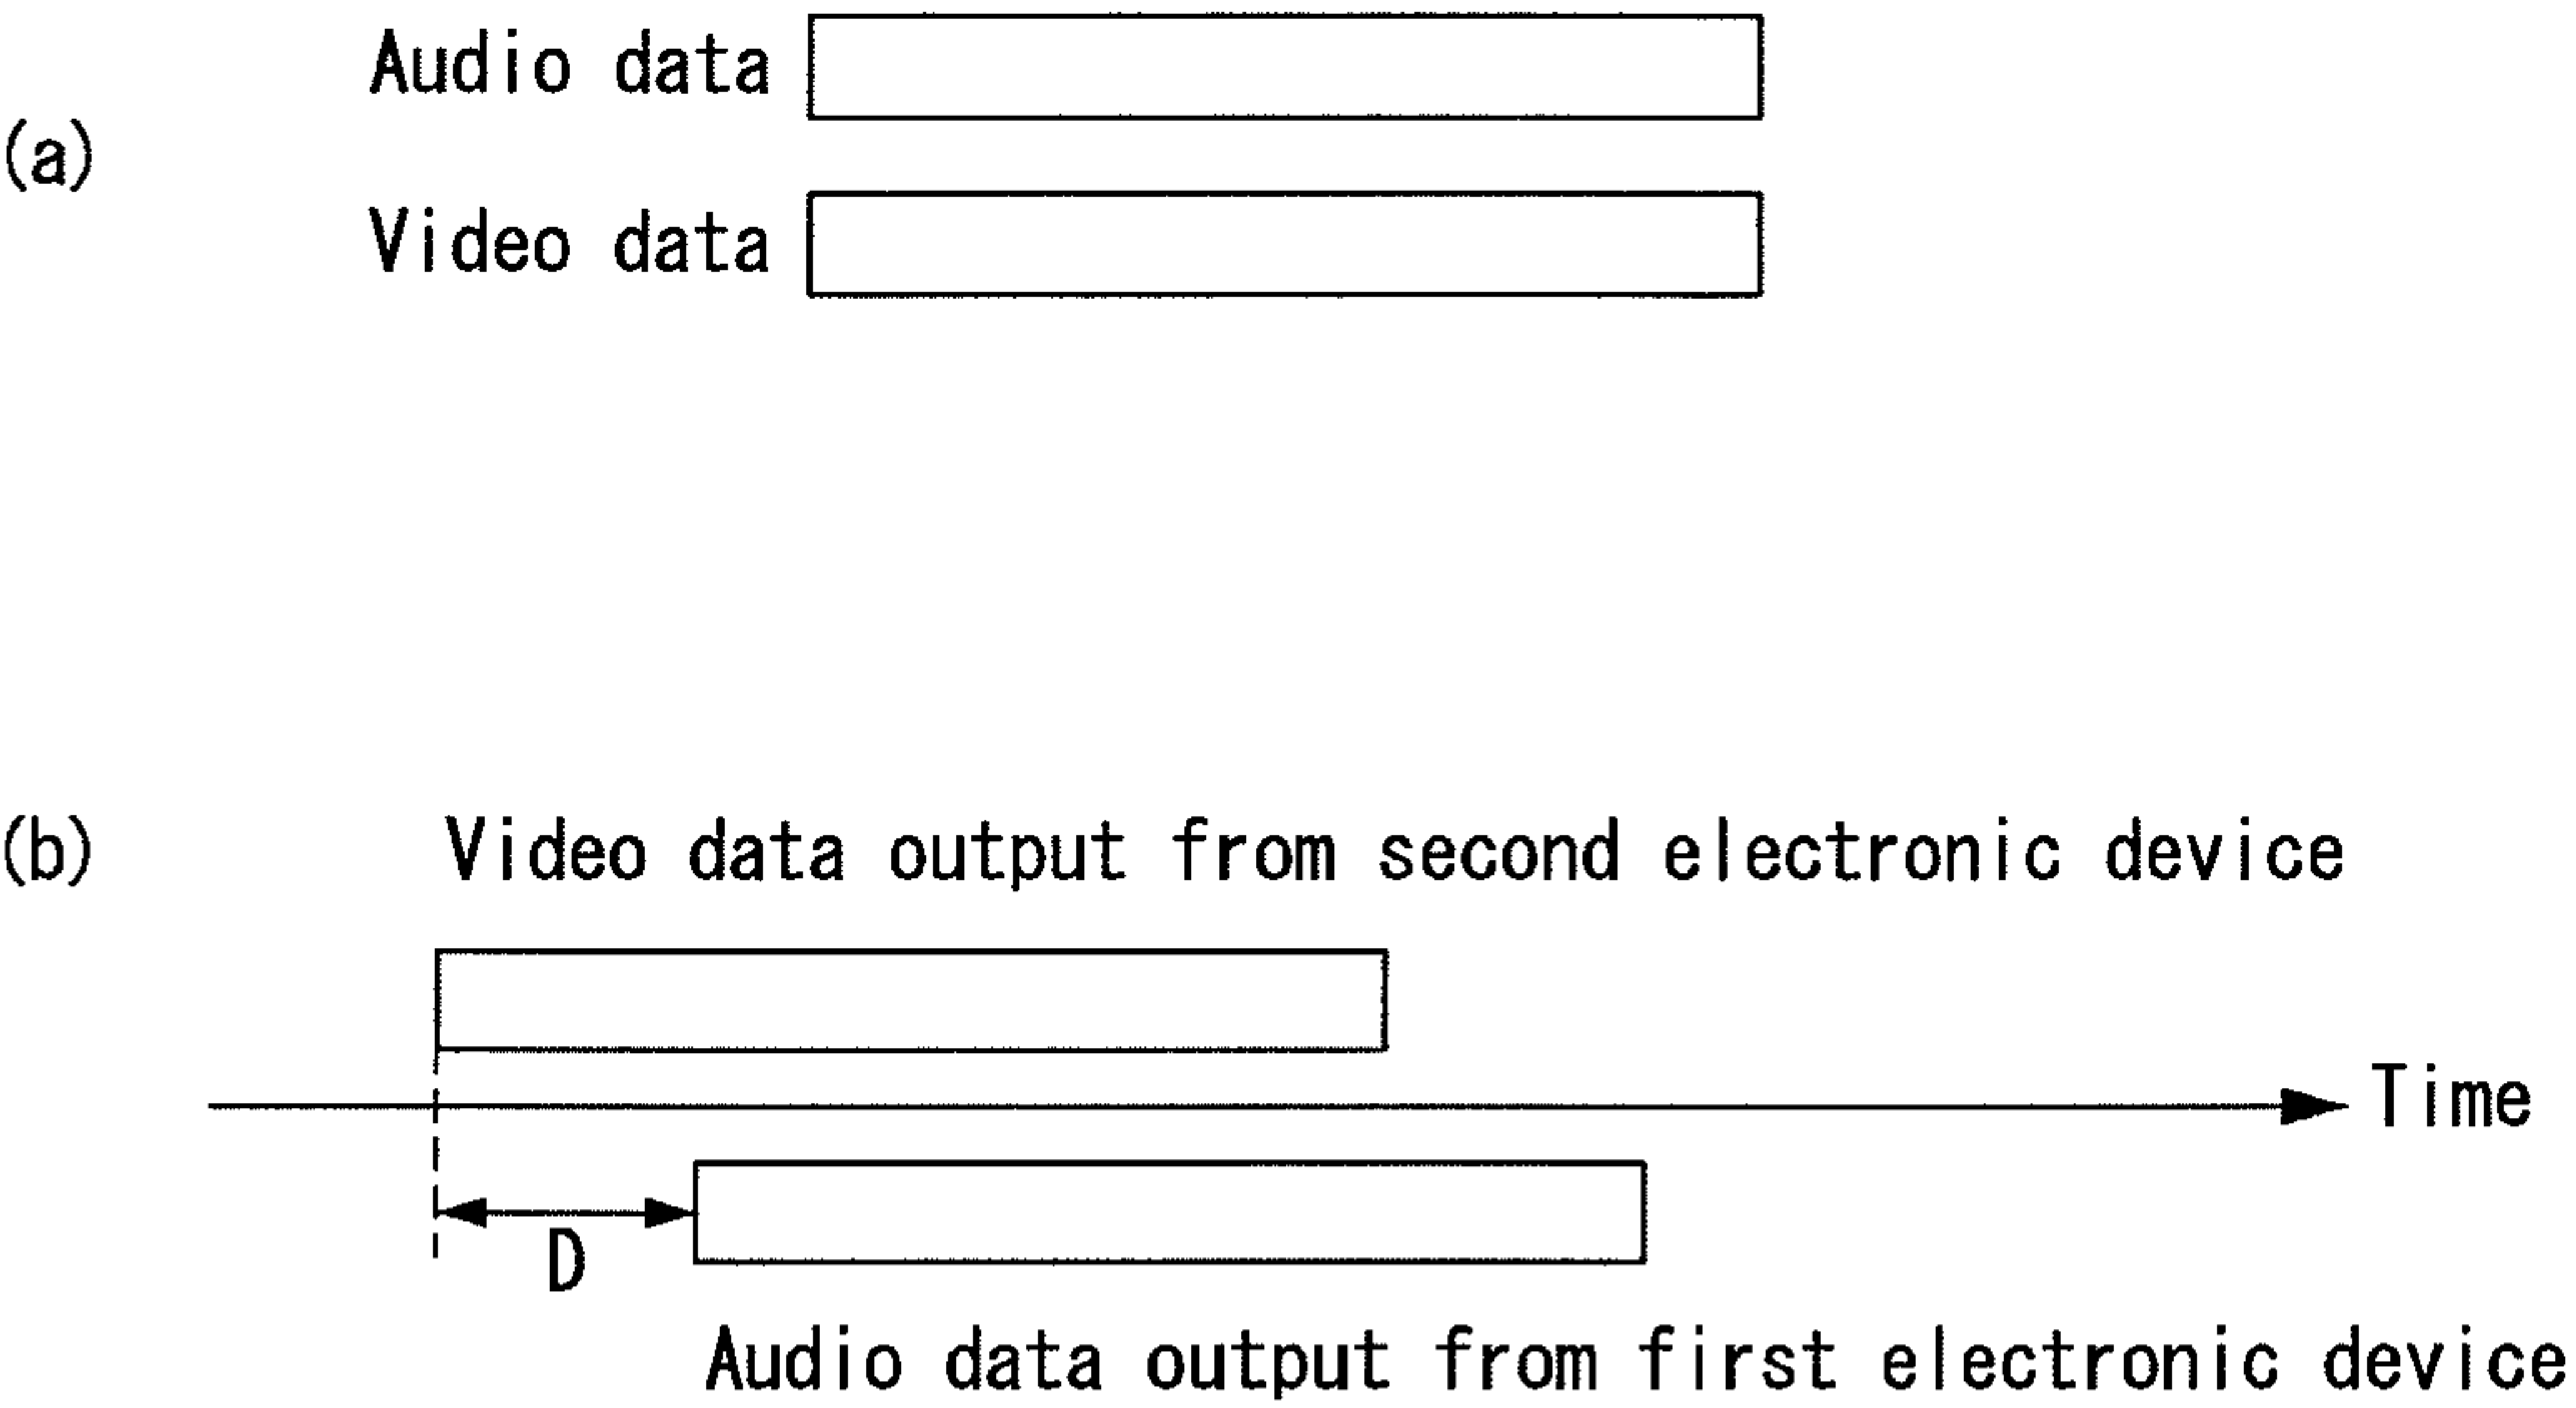 Audio data
(a)
Video data
(b)
Video data output from second electronic device
Time
D
Audio data output from first electronic device